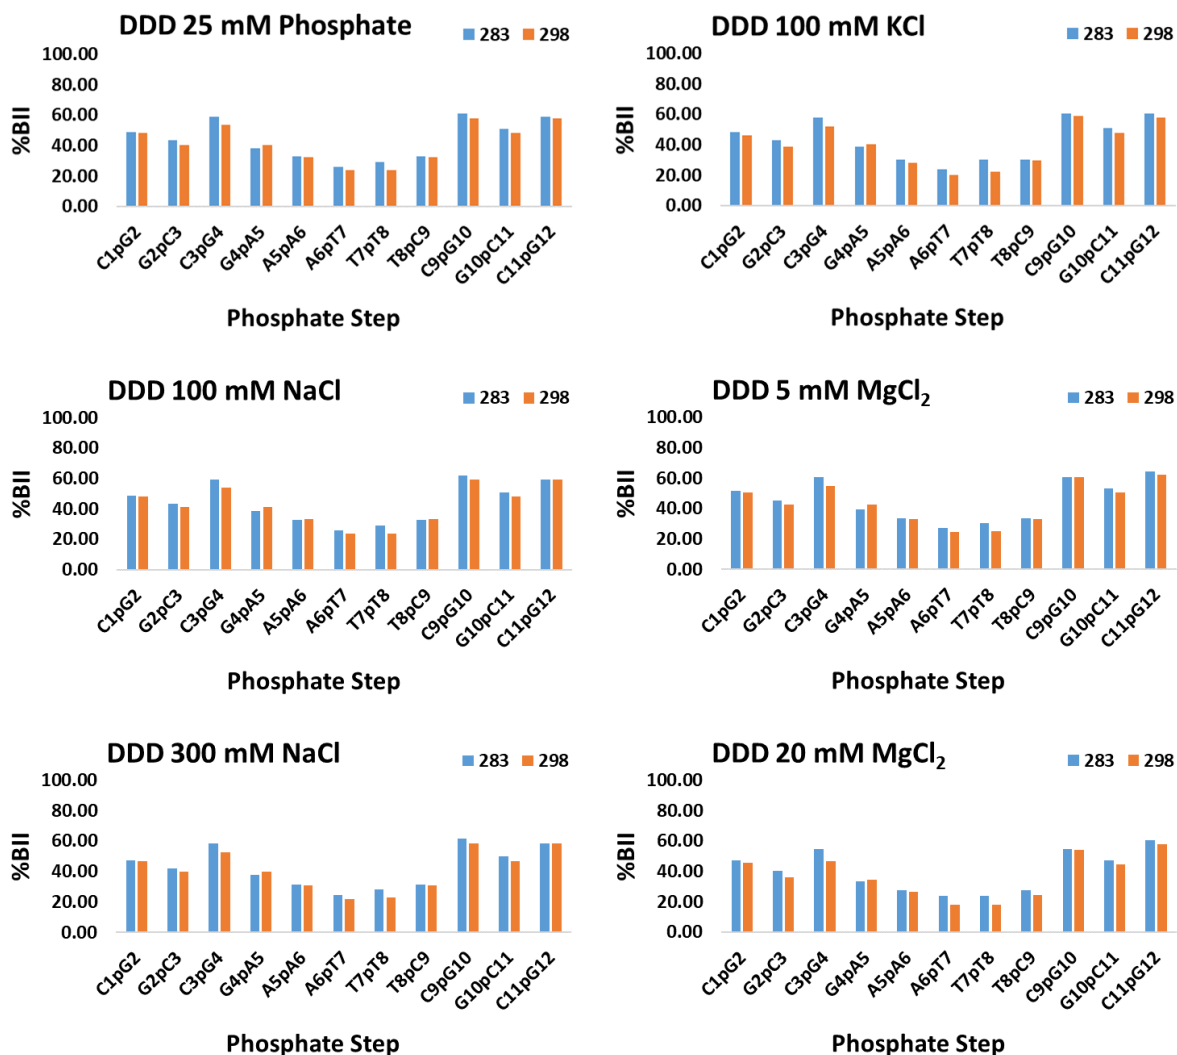 DDD 25 mM Phosphate
283 298
%BII
100.00
80.00
60.00
40.00
20.00
0.00
C1pG2 G2pC3 C3pG4 G4pA5 A5pA6 A6pT7 T7pT8 T8pC9 C9pG10 G10pC11 C11pG12
Phosphate Step
DDD 100 mM KCl
283 298
%BII
100.00
80.00
60.00
40.00
20.00
0.00
C1pG2 G2pC3 C3pG4 G4pA5 A5pA6 A6pT7 T7pT8 T8pC9 C9pG10 G10pC11 C11pG12
Phosphate Step
DDD 100 mM NaCl
283 298
%BII
100.00
80.00
60.00
40.00
20.00
0.00
C1pG2 G2pC3 C3pG4 G4pA5 A5pA6 A6pT7 T7pT8 T8pC9 C9pG10 G10pC11 C11pG12
Phosphate Step
DDD 5 mM MgCl₂
283 298
%BII
100.00
80.00
60.00
40.00
20.00
0.00
C1pG2 G2pC3 C3pG4 G4pA5 A5pA6 A6pT7 T7pT8 T8pC9 C9pG10 G10pC11 C11pG12
Phosphate Step
DDD 300 mM NaCl
283 298
%BII
100.00
80.00
60.00
40.00
20.00
0.00
C1pG2 G2pC3 C3pG4 G4pA5 A5pA6 A6pT7 T7pT8 T8pC9 C9pG10 G10pC11 C11pG12
Phosphate Step
DDD 20 mM MgCl₂
283 298
%BII
100.00
80.00
60.00
40.00
20.00
0.00
C1pG2 G2pC3 C3pG4 G4pA5 A5pA6 A6pT7 T7pT8 T8pC9 C9pG10 G10pC11 C11pG12
Phosphate Step